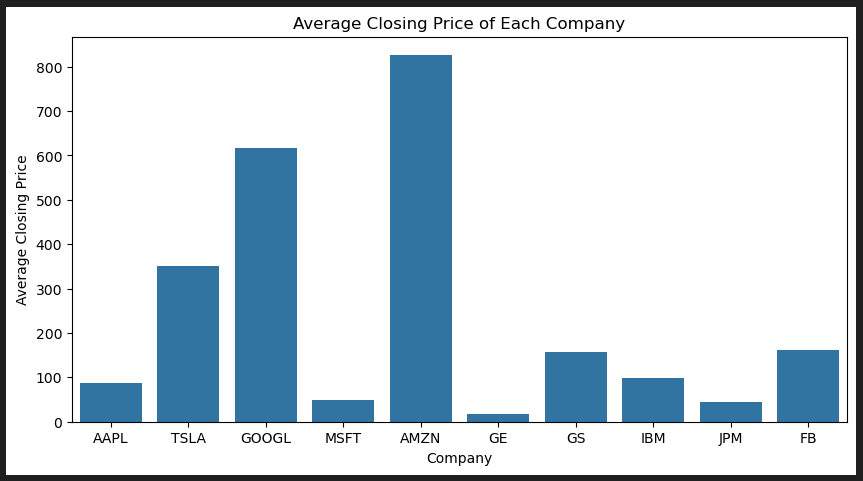 Average Closing Price of Each Company
Average Closing Price
800
700
600
500
400
300
200
100
0
AAPL TSLA GOOGL MSFT AMZN GE GS IBM JPM FB
Company